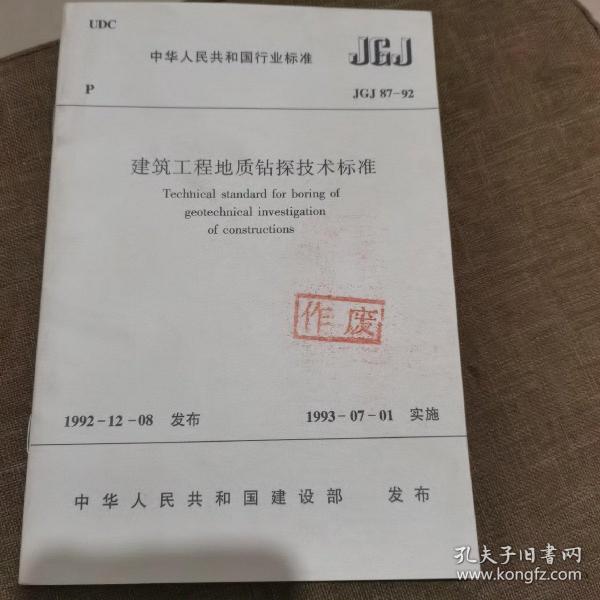 UDC
中华人民共和国行业标准 JGJ
P JGJ 87-92
建筑工程地质钻探技术标准
Technical standard for boring of
geotechnical investigation
of constructions
作废
1992-12-08 发布 1993-07-01 实施
中华人民共和国建设部 发布
孔夫子旧书网
www.kongfz.com